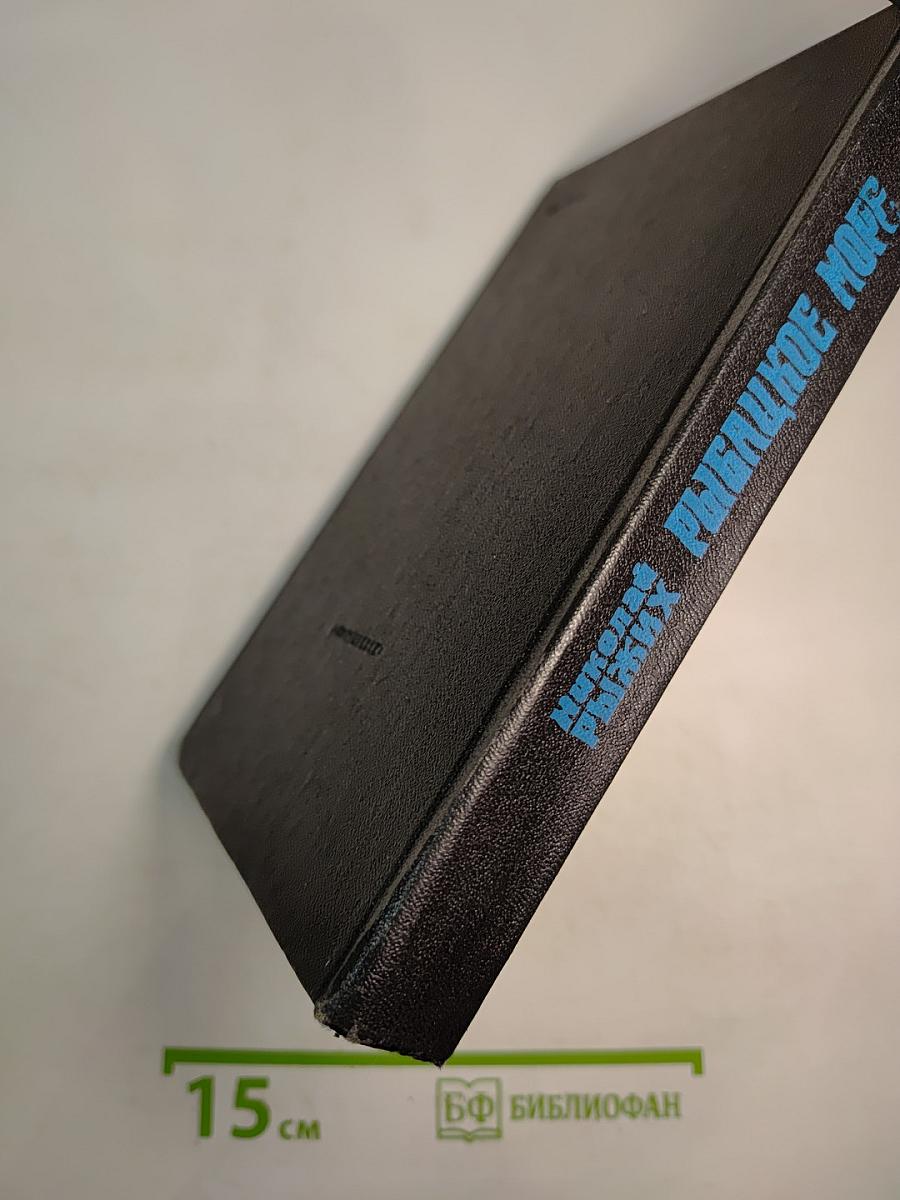 Николай
РЫЖИХ
РЫБАЦКОЕ МОРЕ
15 см
БФ БИБЛИОФАН